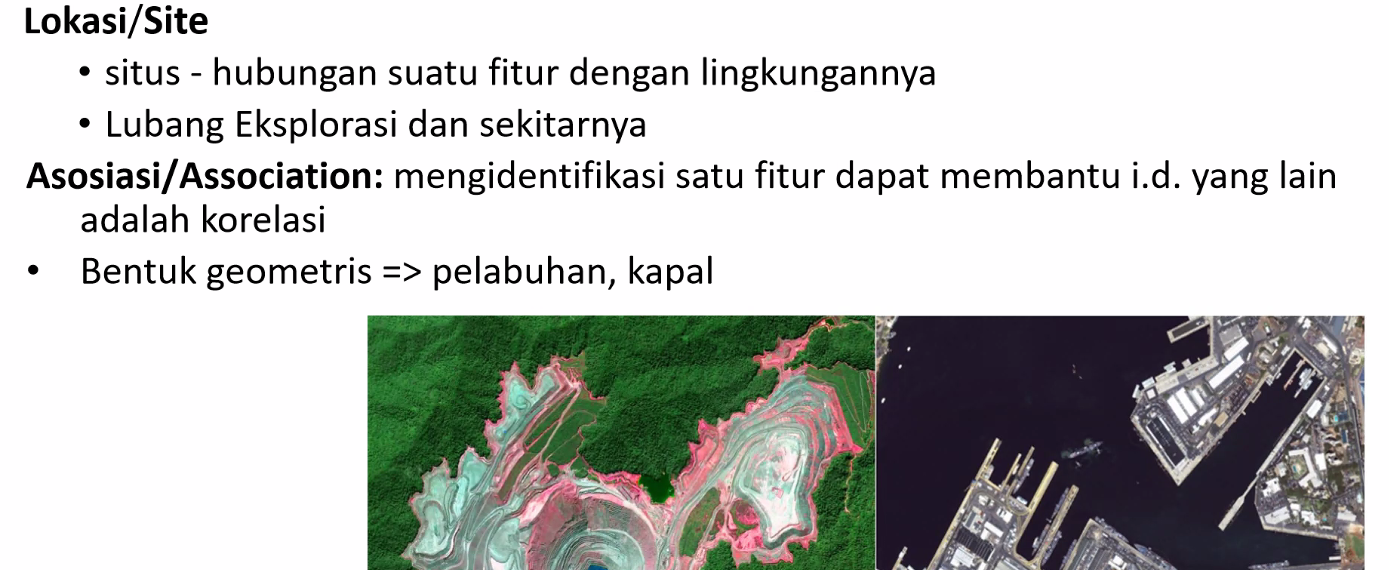 Lokasi/Site
• situs - hubungan suatu fitur dengan lingkungannya
• Lubang Eksplorasi dan sekitarnya
Asosiasi/Association: mengidentifikasi satu fitur dapat membantu i.d. yang lain
adalah korelasi
• Bentuk geometris => pelabuhan, kapal